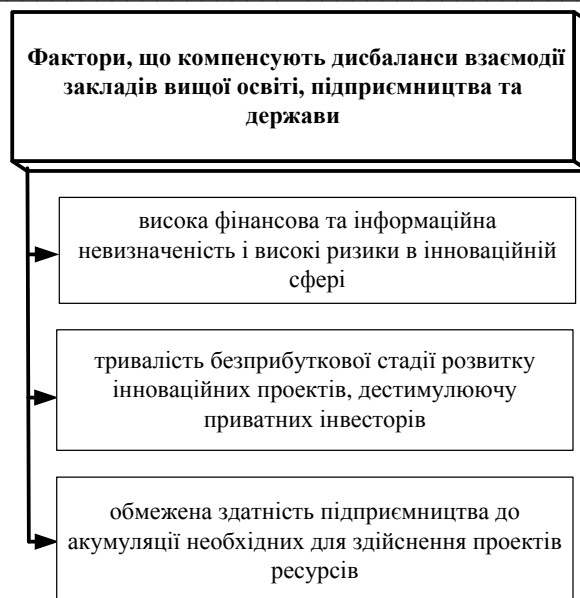 Фактори, що компенсують дисбаланси взаємодії
закладів вищої освіті, підприємництва та
держави
висока фінансова та інформаційна
невизначеність і високі ризики в інноваційній
сфері
тривалість безприбуткової стадії розвитку
інноваційних проектів, дестимулюючу
приватних інвесторів
обмежена здатність підприємництва до
акумуляції необхідних для здійснення проектів
ресурсів